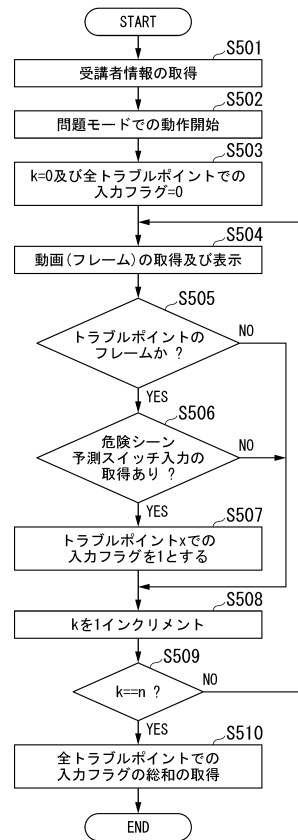 START
S501
受講者情報の取得
S502
問題モードでの動作開始
S503
k=0及び全トラブルポイントでの
入力フラグ=0
S504
動画(フレーム)の取得及び表示
S505
トラブルポイントの
フレームか ?
NO
YES
S506
危険シーン
予測スイッチ入力の
取得あり ?
NO
YES
S507
トラブルポイントxでの
入力フラグを1とする
S508
kを1インクリメント
S509
k==n ?
NO
YES
S510
全トラブルポイントでの
入力フラグの総和の取得
END